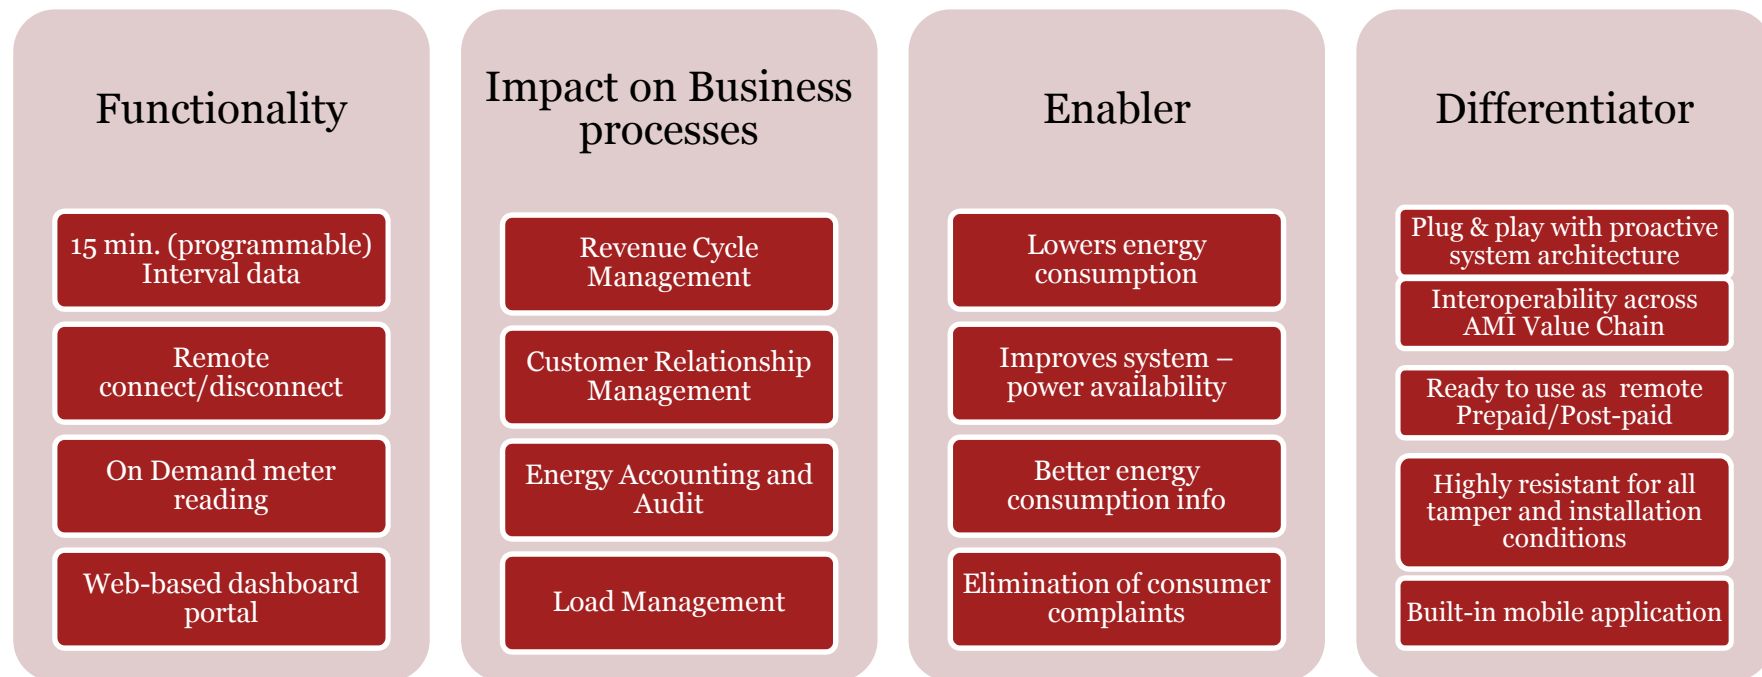 Functionality
15 min. (programmable)
Interval data
Remote
connect/disconnect
On Demand meter
reading
Web-based dashboard
portal
Impact on Business
processes
Revenue Cycle
Management
Customer Relationship
Management
Energy Accounting and
Audit
Load Management
Enabler
Lowers energy
consumption
Improves system –
power availability
Better energy
consumption info
Elimination of consumer
complaints
Differentiator
Plug & play with proactive
system architecture
Interoperability across
AMI Value Chain
Ready to use as remote
Prepaid/Post-paid
Highly resistant for all
tamper and installation
conditions
Built-in mobile application